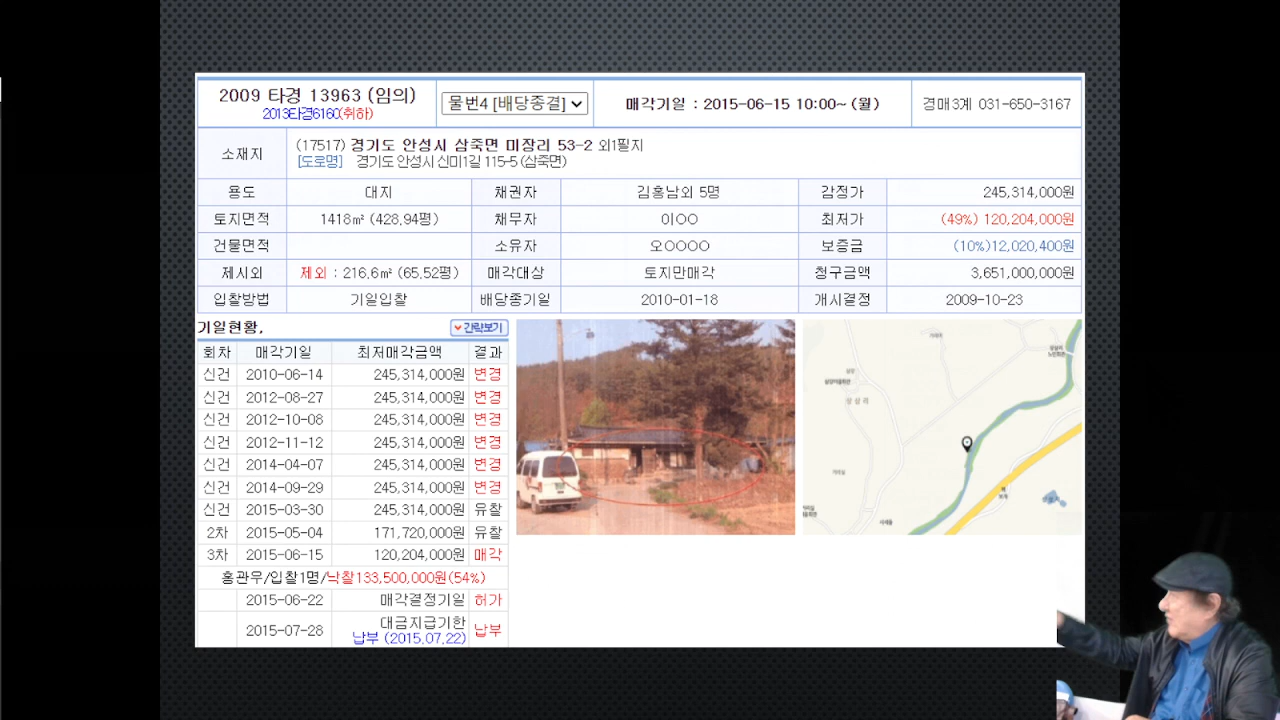 2009 타경 13963 (임의)
2013타경6160(취하)
물번4 [배당종결]
매각기일 : 2015-06-15 10:00~ (월)
경매3계 031-650-3167
소재지
(17517) 경기도 안성시 삼죽면 미장리 53-2 외1필지
[도로명] 경기도 안성시 신미1길 115-5 (삼죽면)
용도 대지 채권자 김홍남외 5명 감정가 245,314,000원
토지면적 1418㎡ (428.94평) 채무자 이OO 최저가 (49%) 120,204,000원
건물면적 소유자 오OOOO 보증금 (10%)12,020,400원
제시외 제외 : 216.6㎡ (65.52평) 매각대상 토지만매각 청구금액 3,651,000,000원
입찰방법 기일입찰 배당종기일 2010-01-18 개시결정 2009-10-23
기일현황,
간략보기
회차 매각기일 최저매각금액 결과
신건 2010-06-14 245,314,000원 변경
신건 2012-08-27 245,314,000원 변경
신건 2012-10-08 245,314,000원 변경
신건 2012-11-12 245,314,000원 변경
신건 2014-04-07 245,314,000원 변경
신건 2014-09-29 245,314,000원 변경
신건 2015-03-30 245,314,000원 유찰
2차 2015-05-04 171,720,000원 유찰
3차 2015-06-15 120,204,000원 매각
홍관우/입찰1명/낙찰133,500,000원(54%)
2015-06-22 매각결정기일 허가
2015-07-28 대금지급기한 납부
납부 (2015.07.22)